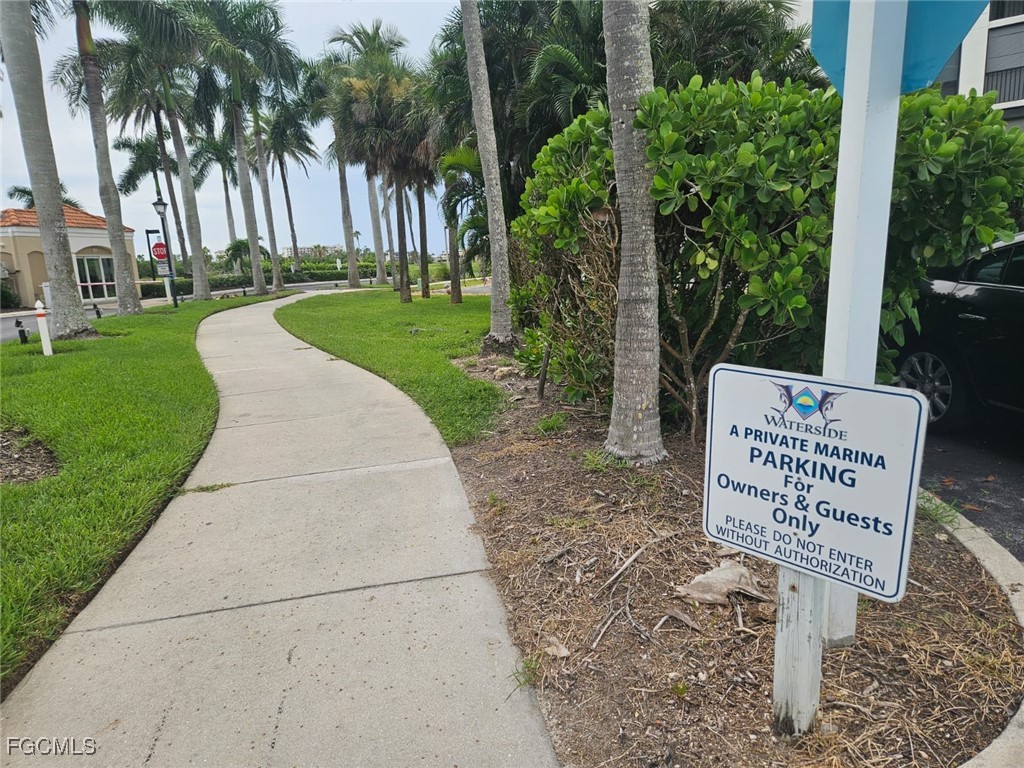 STOP
WATERSIDE
A PRIVATE MARINA
PARKING
For
Owners & Guests
Only
PLEASE DO NOT ENTER
WITHOUT AUTHORIZATION
FGCMLS